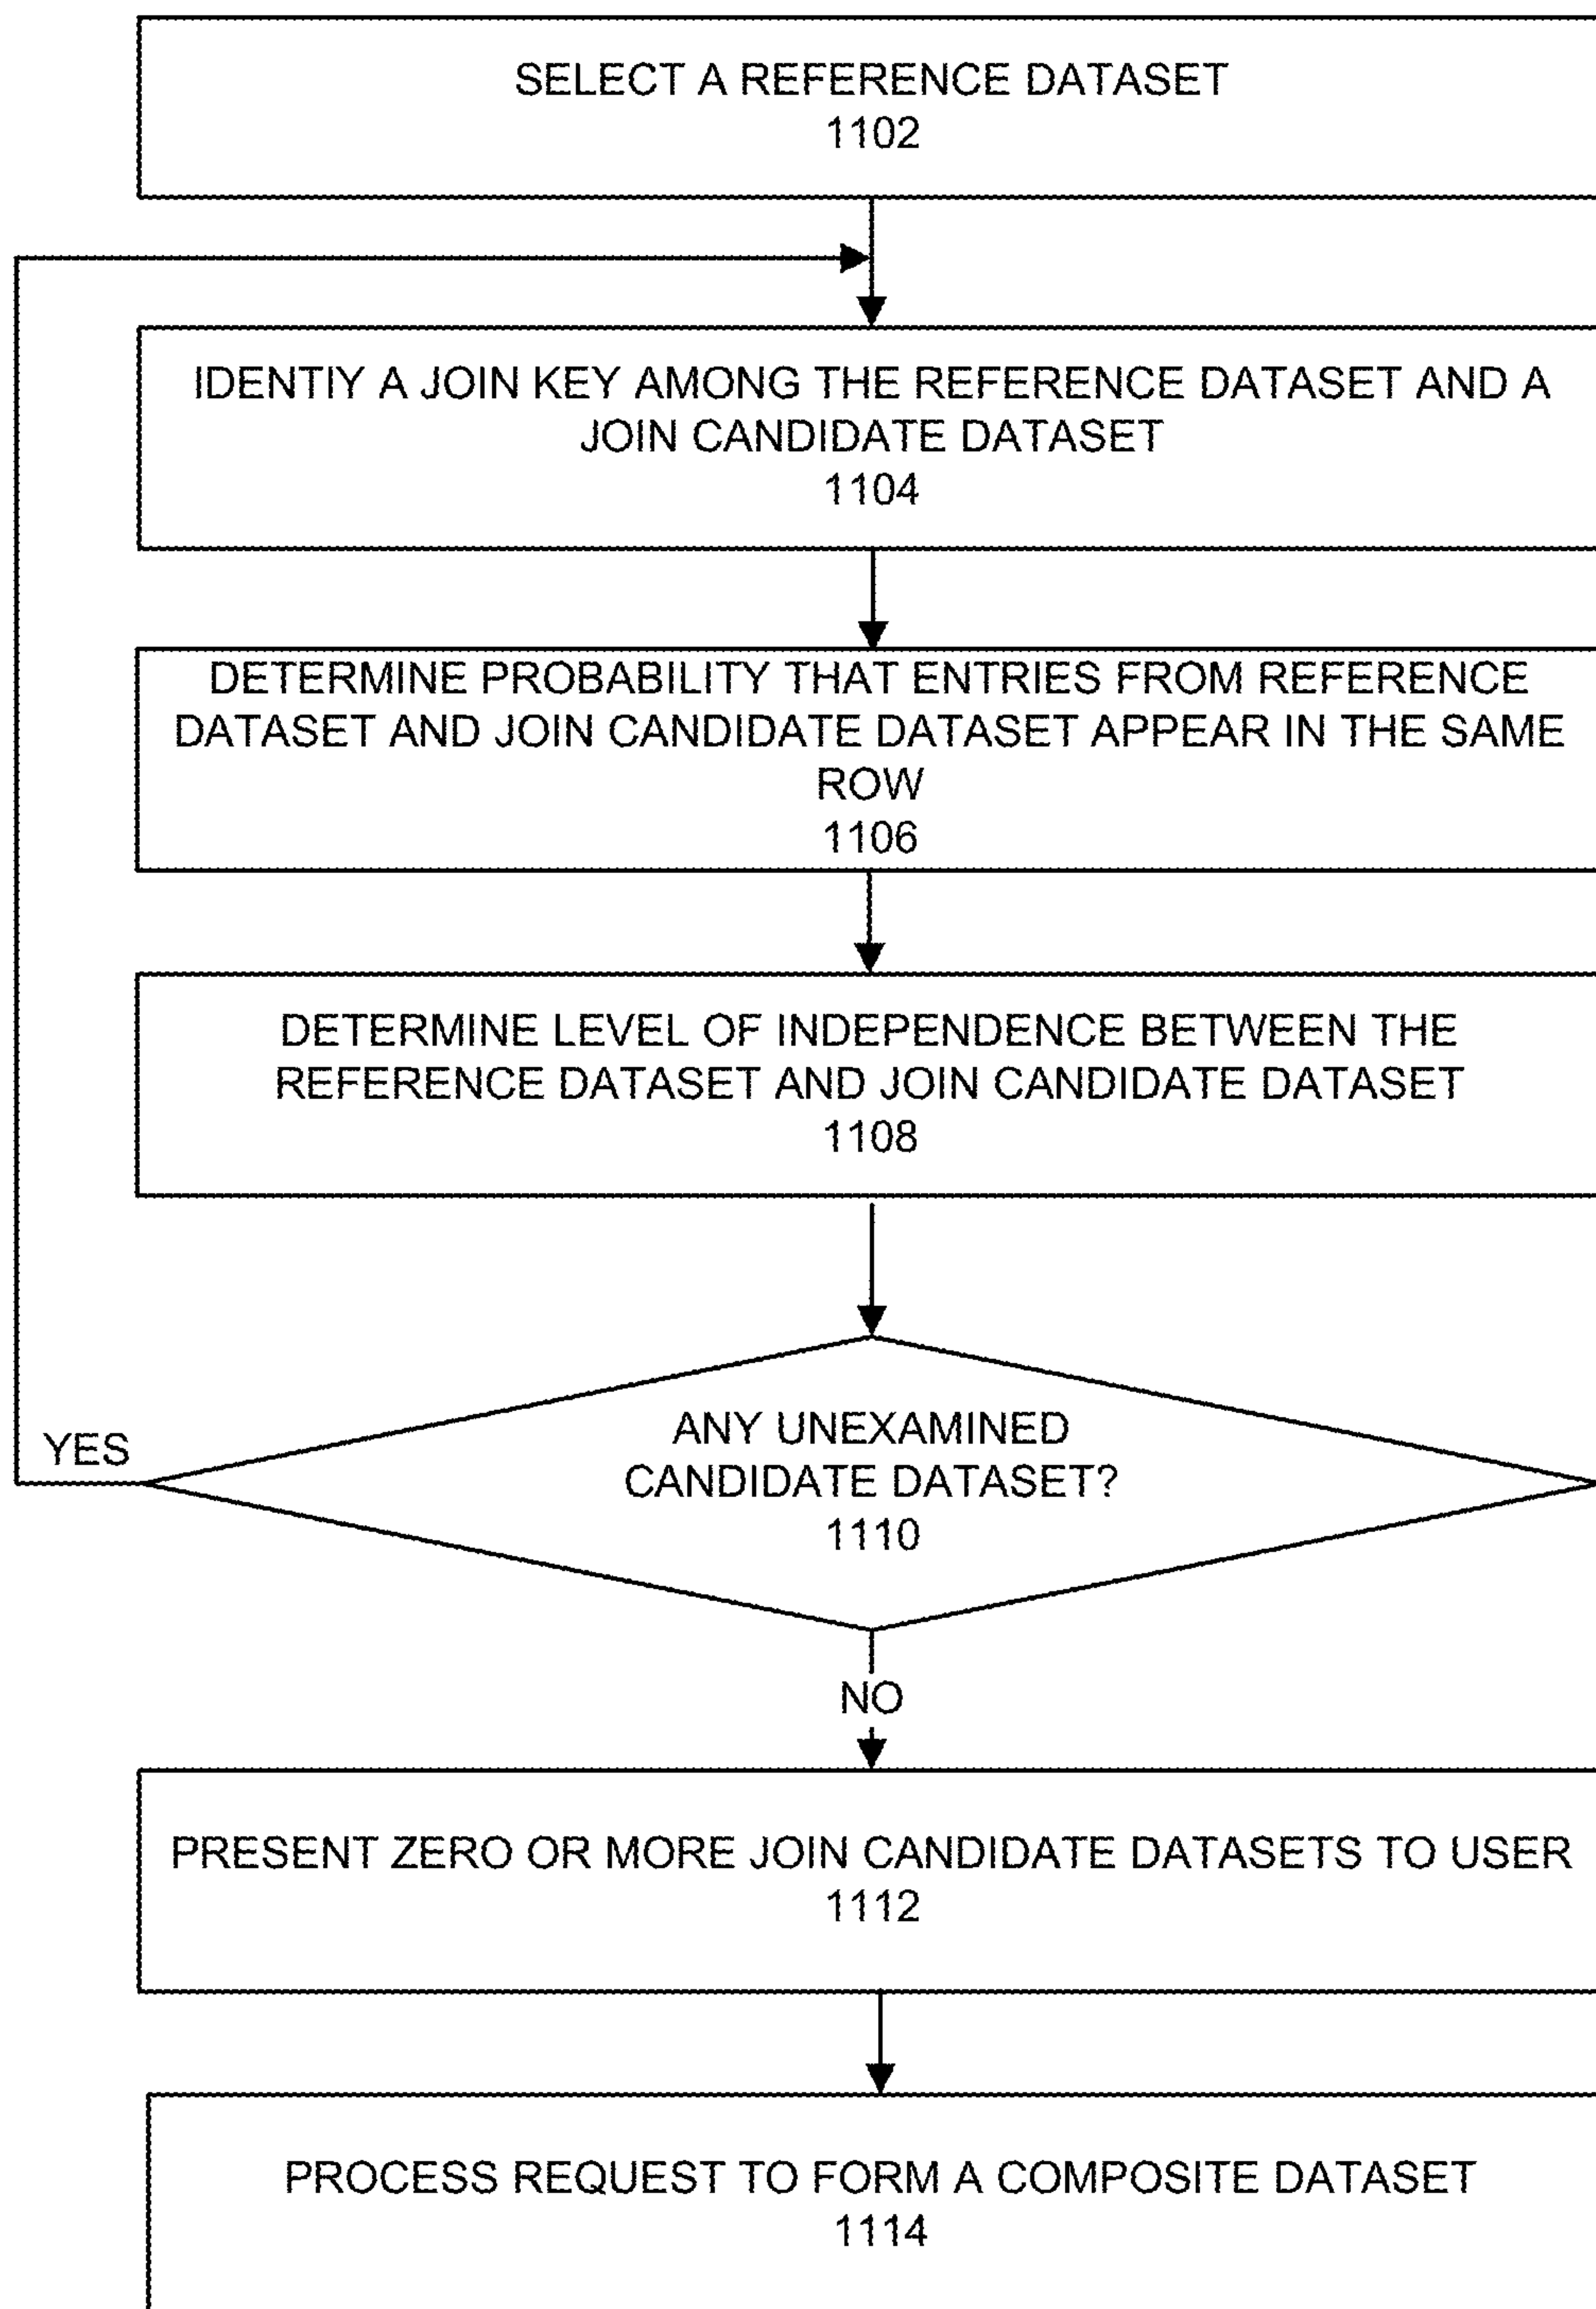 SELECT A REFERENCE DATASET
1102
IDENTIY A JOIN KEY AMONG THE REFERENCE DATASET AND A
JOIN CANDIDATE DATASET
1104
DETERMINE PROBABILITY THAT ENTRIES FROM REFERENCE
DATASET AND JOIN CANDIDATE DATASET APPEAR IN THE SAME
ROW
1106
DETERMINE LEVEL OF INDEPENDENCE BETWEEN THE
REFERENCE DATASET AND JOIN CANDIDATE DATASET
1108
ANY UNEXAMINED
CANDIDATE DATASET?
1110
YES
NO
PRESENT ZERO OR MORE JOIN CANDIDATE DATASETS TO USER
1112
PROCESS REQUEST TO FORM A COMPOSITE DATASET
1114